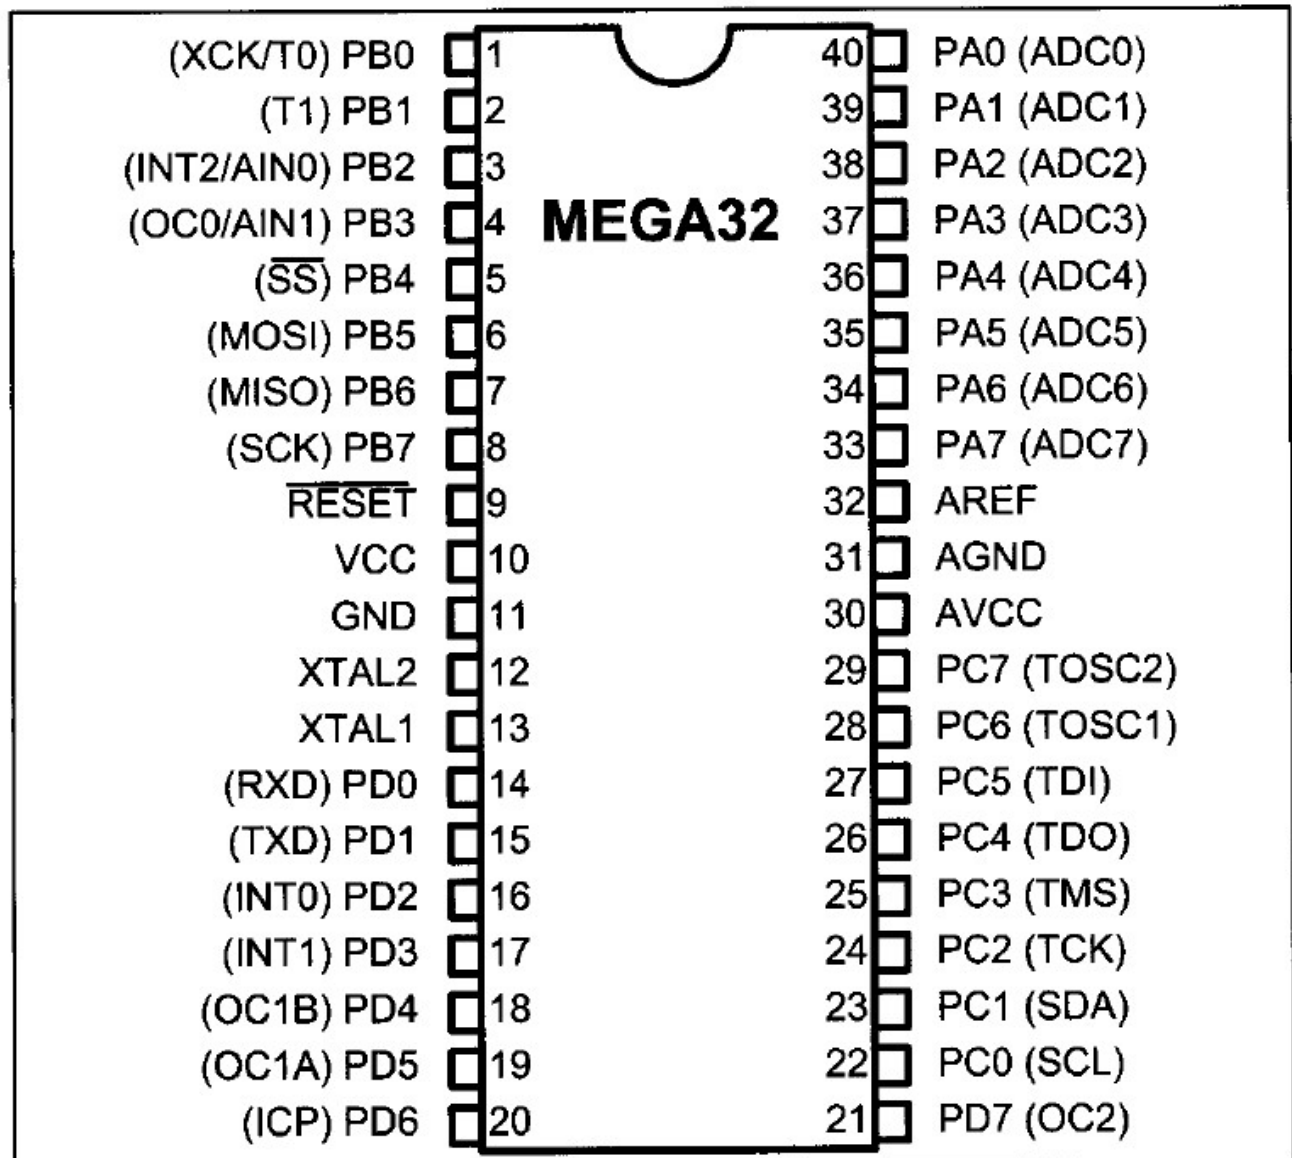 (XCK/T0) PB0 1 40 PA0 (ADC0)
(T1) PB1 2 39 PA1 (ADC1)
(INT2/AIN0) PB2 3 38 PA2 (ADC2)
(OC0/AIN1) PB3 4 MEGA32 37 PA3 (ADC3)
(SS) PB4 5 36 PA4 (ADC4)
(MOSI) PB5 6 35 PA5 (ADC5)
(MISO) PB6 7 34 PA6 (ADC6)
(SCK) PB7 8 33 PA7 (ADC7)
RESET 9 32 AREF
VCC 10 31 AGND
GND 11 30 AVCC
XTAL2 12 29 PC7 (TOSC2)
XTAL1 13 28 PC6 (TOSC1)
(RXD) PD0 14 27 PC5 (TDI)
(TXD) PD1 15 26 PC4 (TDO)
(INT0) PD2 16 25 PC3 (TMS)
(INT1) PD3 17 24 PC2 (TCK)
(OC1B) PD4 18 23 PC1 (SDA)
(OC1A) PD5 19 22 PC0 (SCL)
(ICP) PD6 20 21 PD7 (OC2)